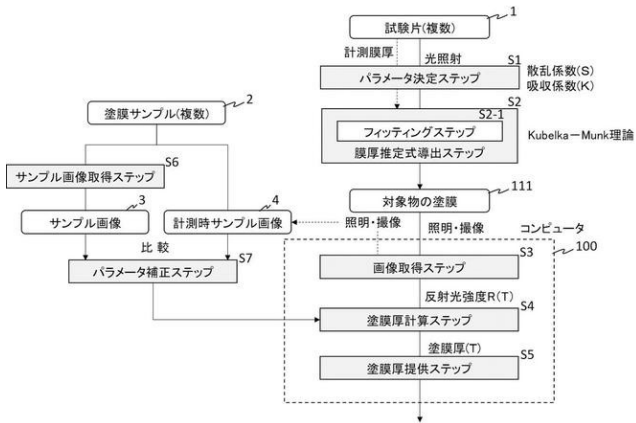 1
試験片(複数)
計測膜厚
光照射
S1
パラメータ決定ステップ
散乱係数(S)
吸収係数(K)
S2
S2-1
フィッティングステップ
膜厚推定式導出ステップ
Kubelka－Munk理論
2
塗膜サンプル(複数)
S6
サンプル画像取得ステップ
3
サンプル画像
4
計測時サンプル画像
比較
S7
パラメータ補正ステップ
111
対象物の塗膜
照明・撮像
照明・撮像
コンピュータ
100
S3
画像取得ステップ
反射光強度R(T)
S4
塗膜厚計算ステップ
塗膜厚(T)
S5
塗膜厚提供ステップ